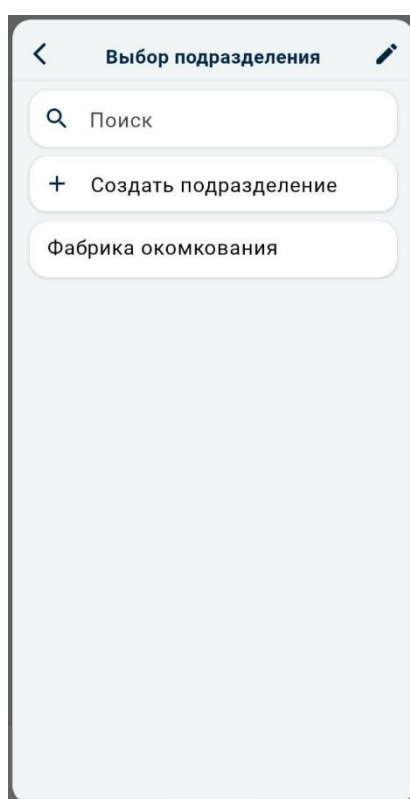 Выбор подразделения
Поиск
+ Создать подразделение
Фабрика окомкования